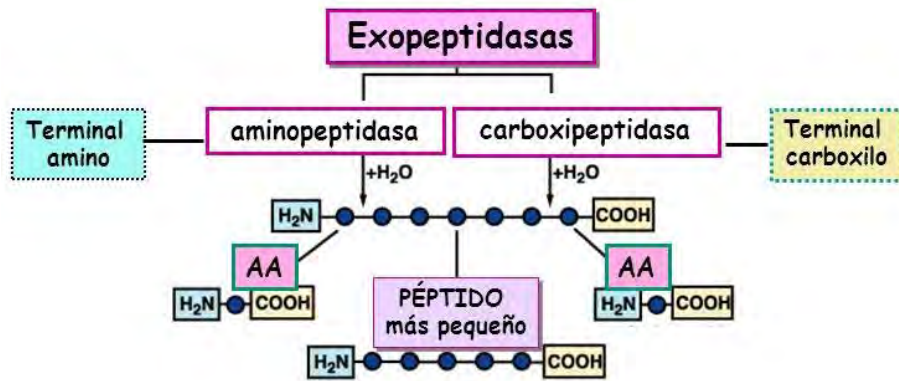 Exopeptidasas
Terminal
amino
aminopeptidasa
carboxipeptidasa
Terminal
carboxilo
+H₂O
+H₂O
H₂N
COOH
AA
AA
H₂N
COOH
PÉPTIDO
más pequeño
H₂N
COOH
H₂N
COOH